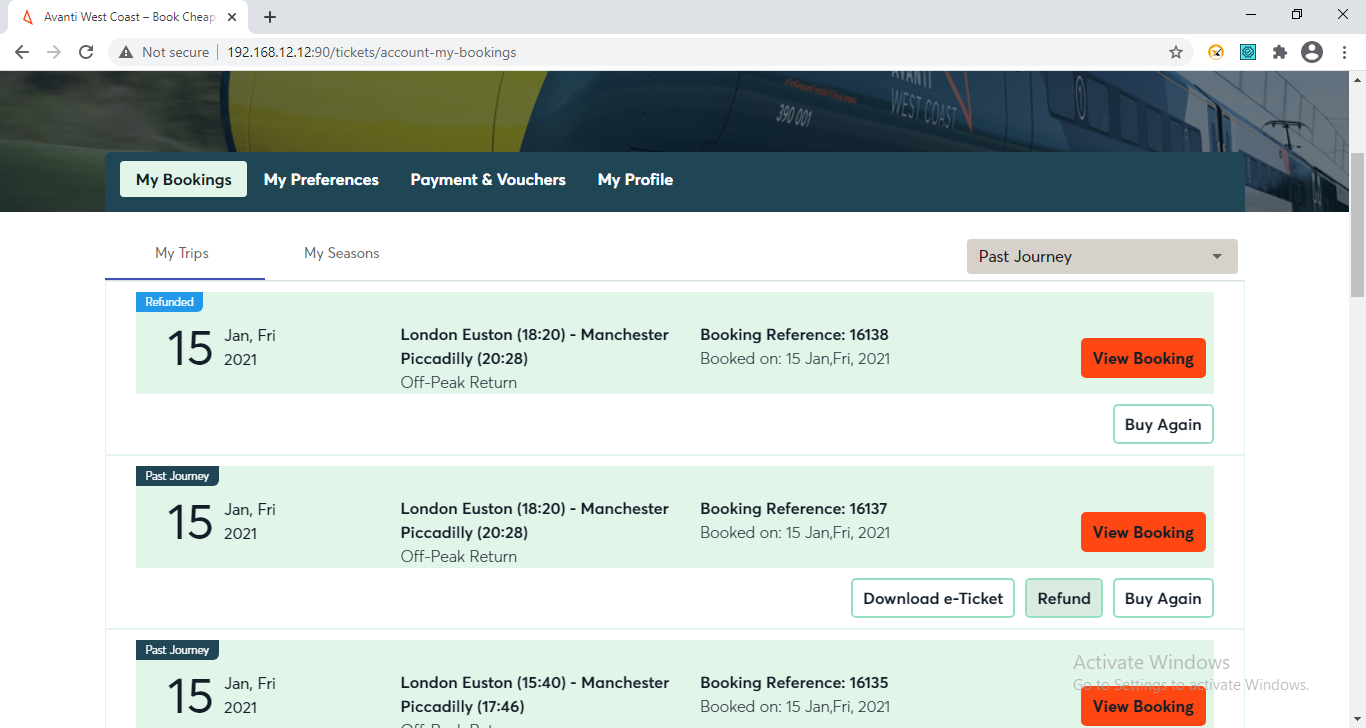 Avanti West Coast – Book Cheap
Not secure
192.168.12.12:90/tickets/account-my-bookings
390 001
AVANTI
WEST COAST
My Bookings
My Preferences
Payment & Vouchers
My Profile
My Trips
My Seasons
Past Journey
Refunded
15
Jan, Fri
2021
London Euston (18:20) - Manchester
Piccadilly (20:28)
Off-Peak Return
Booking Reference: 16138
Booked on: 15 Jan,Fri, 2021
View Booking
Buy Again
Past Journey
15
Jan, Fri
2021
London Euston (18:20) - Manchester
Piccadilly (20:28)
Off-Peak Return
Booking Reference: 16137
Booked on: 15 Jan,Fri, 2021
View Booking
Download e-Ticket
Refund
Buy Again
Past Journey
15
Jan, Fri
2021
London Euston (15:40) - Manchester
Piccadilly (17:46)
Off-Peak Return
Booking Reference: 16135
Booked on: 15 Jan,Fri, 2021
View Booking
Activate Windows
Go to Settings to activate Windows.